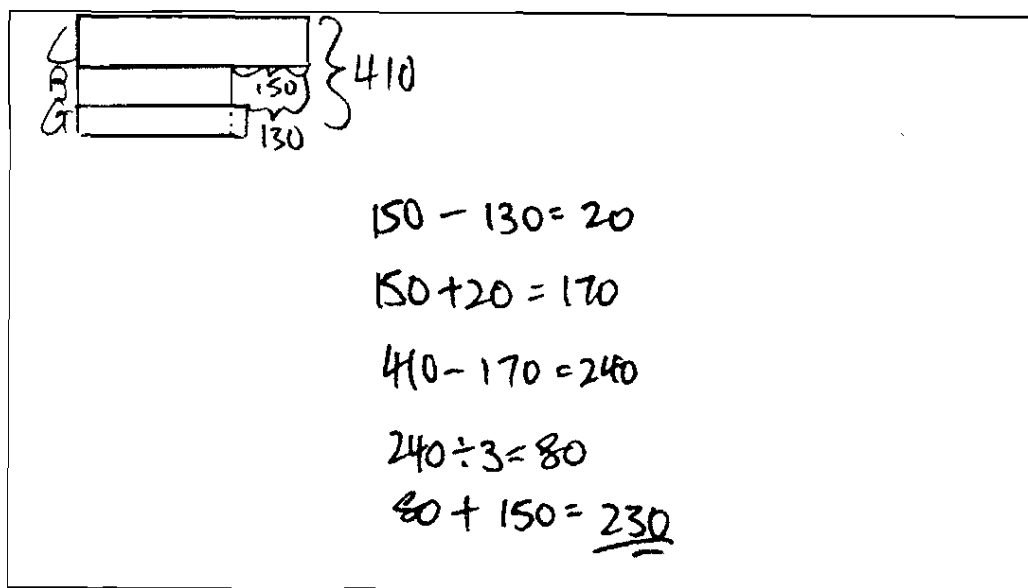 C
B 150 } 410
G 130
150 - 130 = 20
150 + 20 = 170
410 - 170 = 240
240 ÷ 3 = 80
80 + 150 = 230